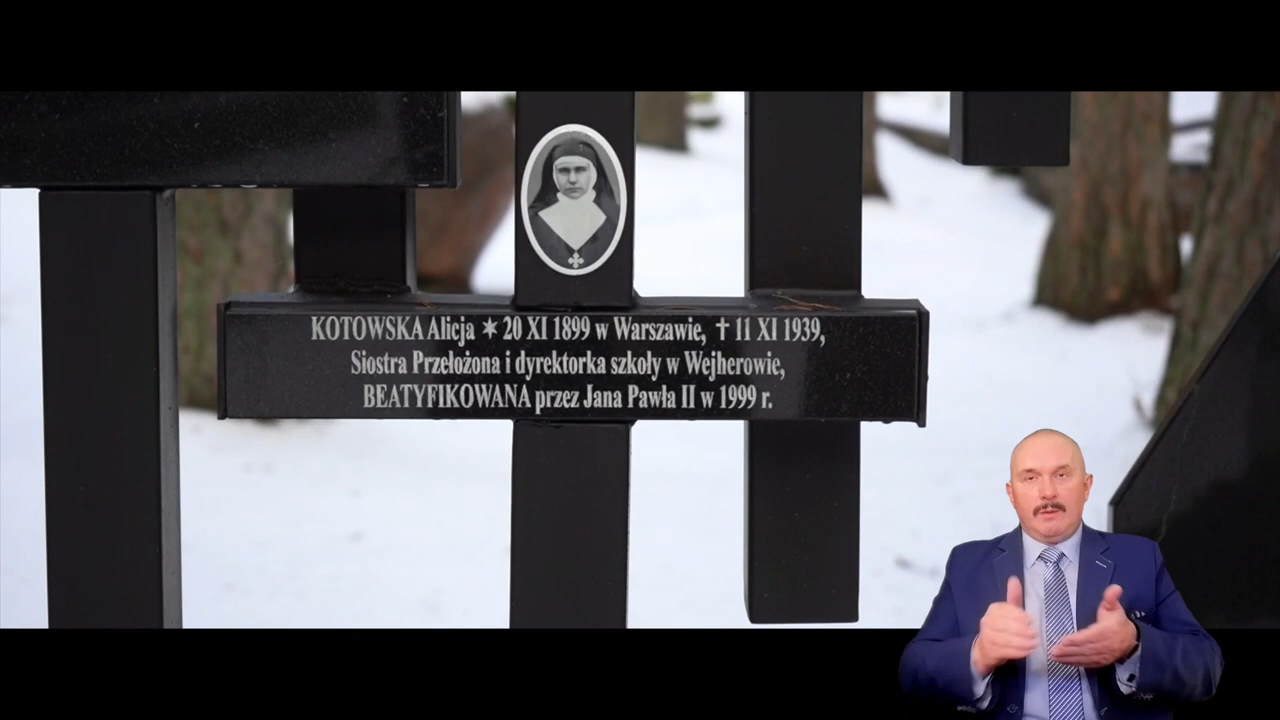 KOTOWSKA Alicja ✶ 20 XI 1899 w Warszawie, † 11 XI 1939,
Siostra Przełożona i dyrektorka szkoły w Wejherowie,
BEATYFIKOWANA przez Jana Pawła II w 1999 r.